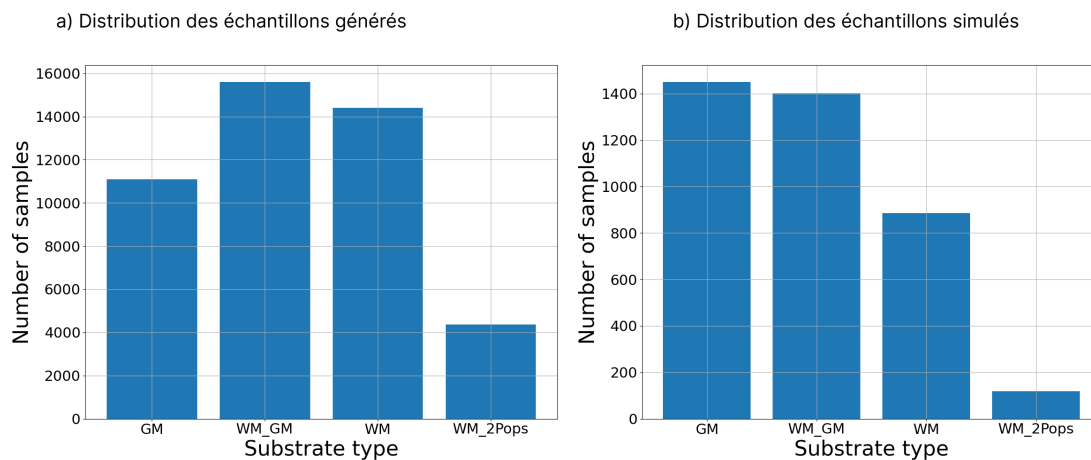 a) Distribution des échantillons générés
Number of samples
16000
14000
12000
10000
8000
6000
4000
2000
0
GM
WM_GM
WM
WM_2Pops
Substrate type
b) Distribution des échantillons simulés
Number of samples
1400
1200
1000
800
600
400
200
0
GM
WM_GM
WM
WM_2Pops
Substrate type